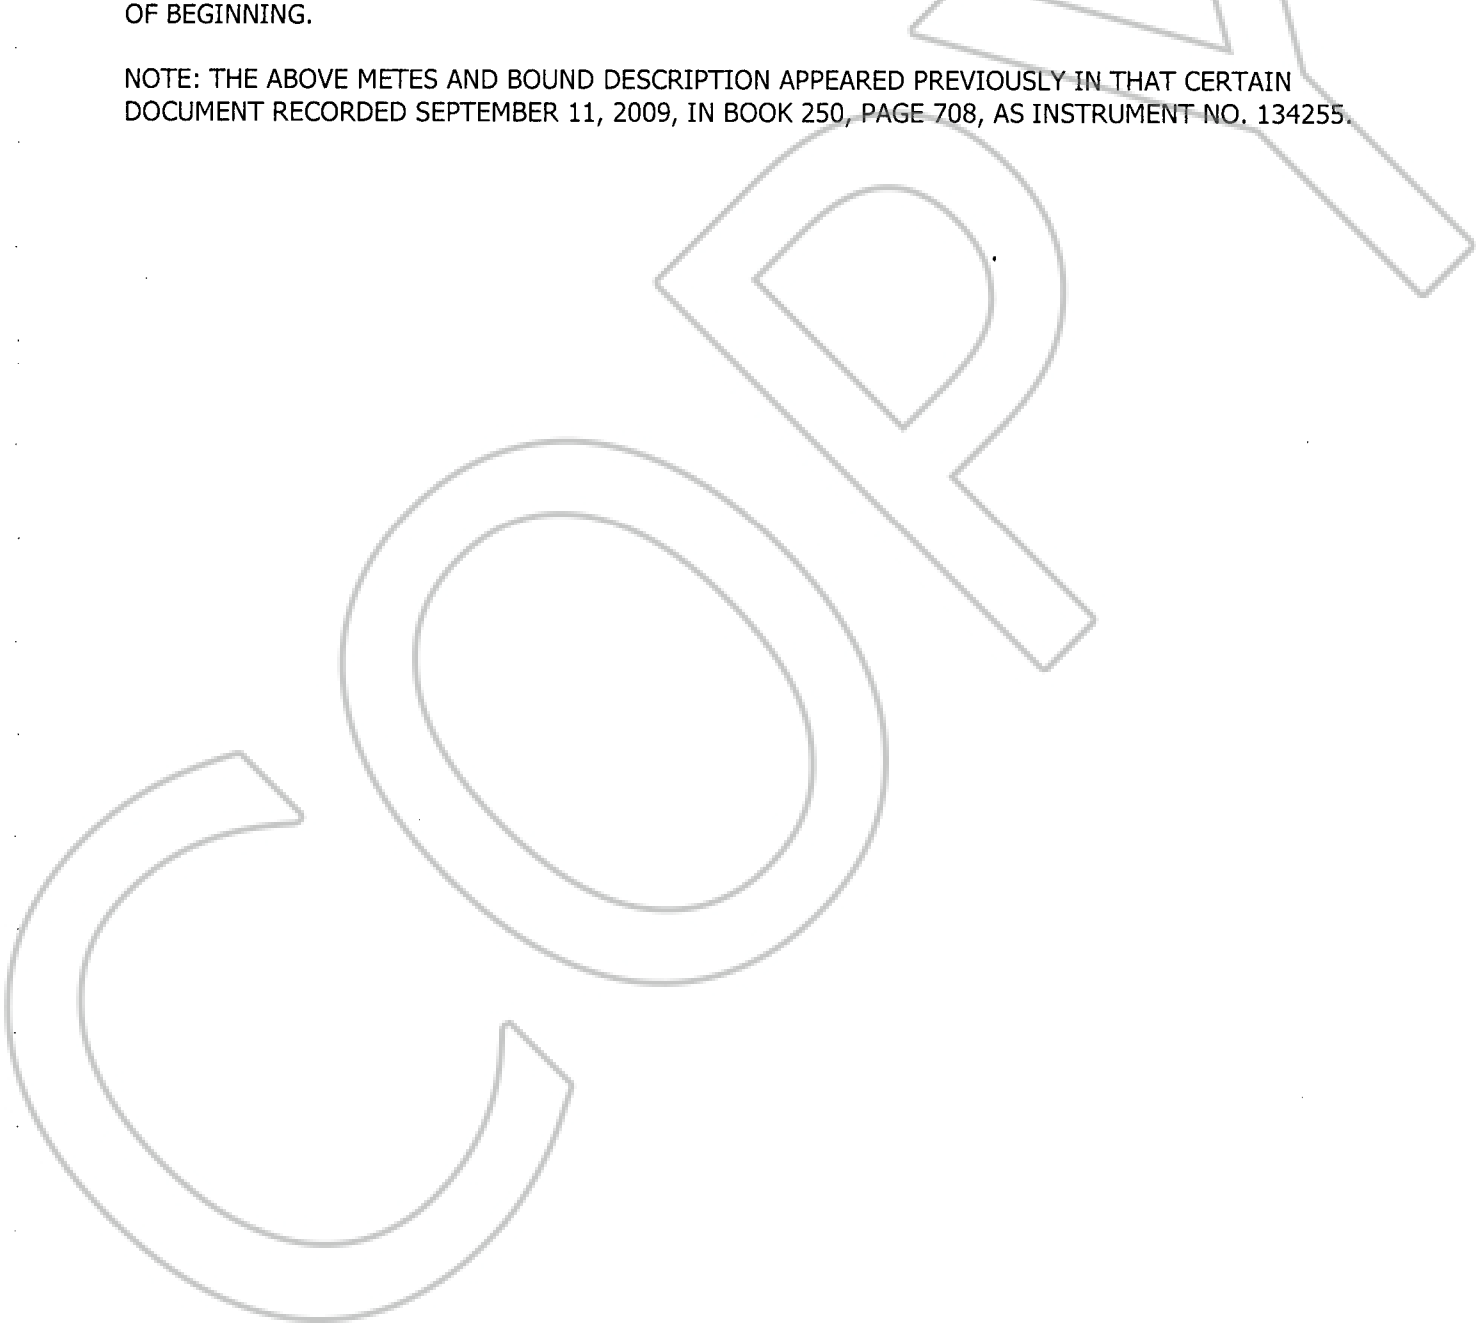 OF BEGINNING.
NOTE: THE ABOVE METES AND BOUND DESCRIPTION APPEARED PREVIOUSLY IN THAT CERTAIN
DOCUMENT RECORDED SEPTEMBER 11, 2009, IN BOOK 250, PAGE 708, AS INSTRUMENT NO. 134255.
COPY